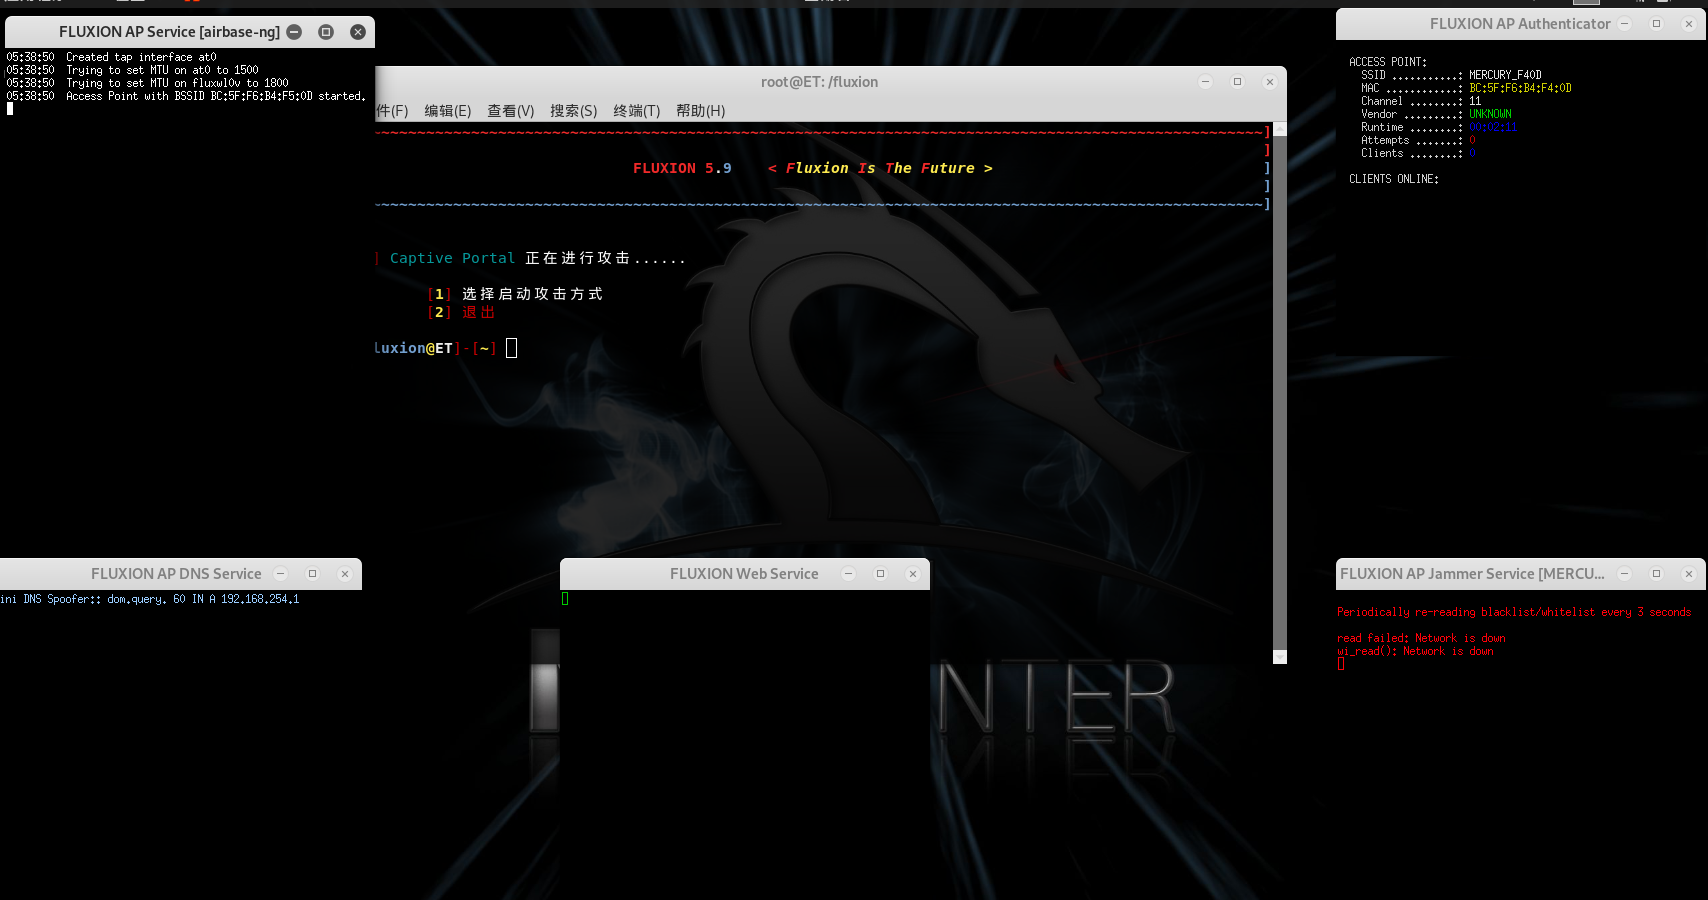 FLUXION AP Service [airbase-ng]
05:38:50 Created tap interface at0
05:38:50 Trying to set MTU on at0 to 1500
05:38:50 Trying to set MTU on fluxwl0v to 1800
05:38:50 Access Point with BSSID BC:5F:F6:B4:F5:0D started.
root@ET: /fluxion
件(F) 编辑(E) 查看(V) 搜索(S) 终端(T) 帮助(H)
FLUXION 5.9 < Fluxion Is The Future >
Captive Portal 正在进行攻击......
[1] 选择启动攻击方式
[2] 退出
luxion@ET]-[~]
FLUXION AP Authenticator
ACCESS POINT:
SSID ...........: MERCURY_F40D
MAC ............: BC:5F:F6:B4:F4:0D
Channel ........: 11
Vendor .........: UNKNOWN
Runtime ........: 00:02:11
Attempts .......: 0
Clients ........: 0
CLIENTS ONLINE:
FLUXION AP DNS Service
ini DNS Spoofer:: dom.query. 60 IN A 192.168.254.1
FLUXION Web Service
FLUXION AP Jammer Service [MERCU...
Periodically re-reading blacklist/whitelist every 3 seconds
read failed: Network is down
wi_read(): Network is down
NTER